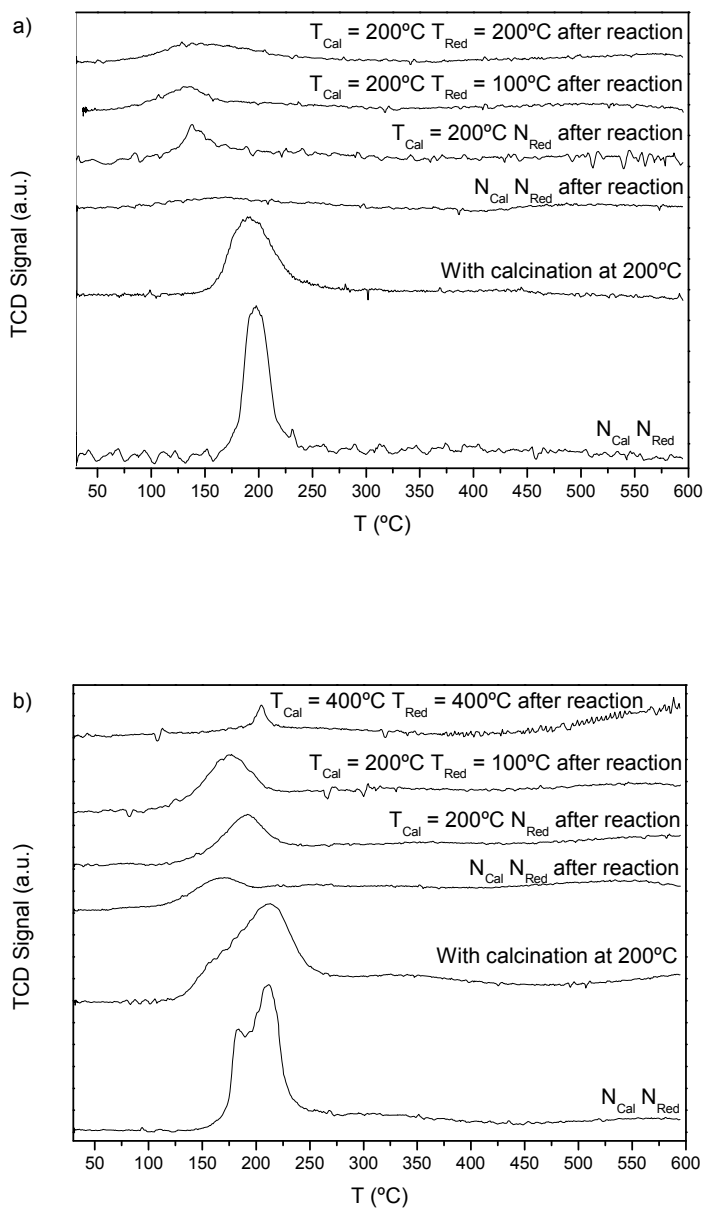 a)
T_Cal = 200ºC T_Red = 200ºC after reaction
T_Cal = 200ºC T_Red = 100ºC after reaction
T_Cal = 200ºC N_Red after reaction
N_Cal N_Red after reaction
With calcination at 200ºC
N_Cal N_Red
TCD Signal (a.u.)
50 100 150 200 250 300 350 400 450 500 550 600
T (ºC)
b)
T_Cal = 400ºC T_Red = 400ºC after reaction
T_Cal = 200ºC T_Red = 100ºC after reaction
T_Cal = 200ºC N_Red after reaction
N_Cal N_Red after reaction
With calcination at 200ºC
N_Cal N_Red
TCD Signal (a.u.)
50 100 150 200 250 300 350 400 450 500 550 600
T (ºC)